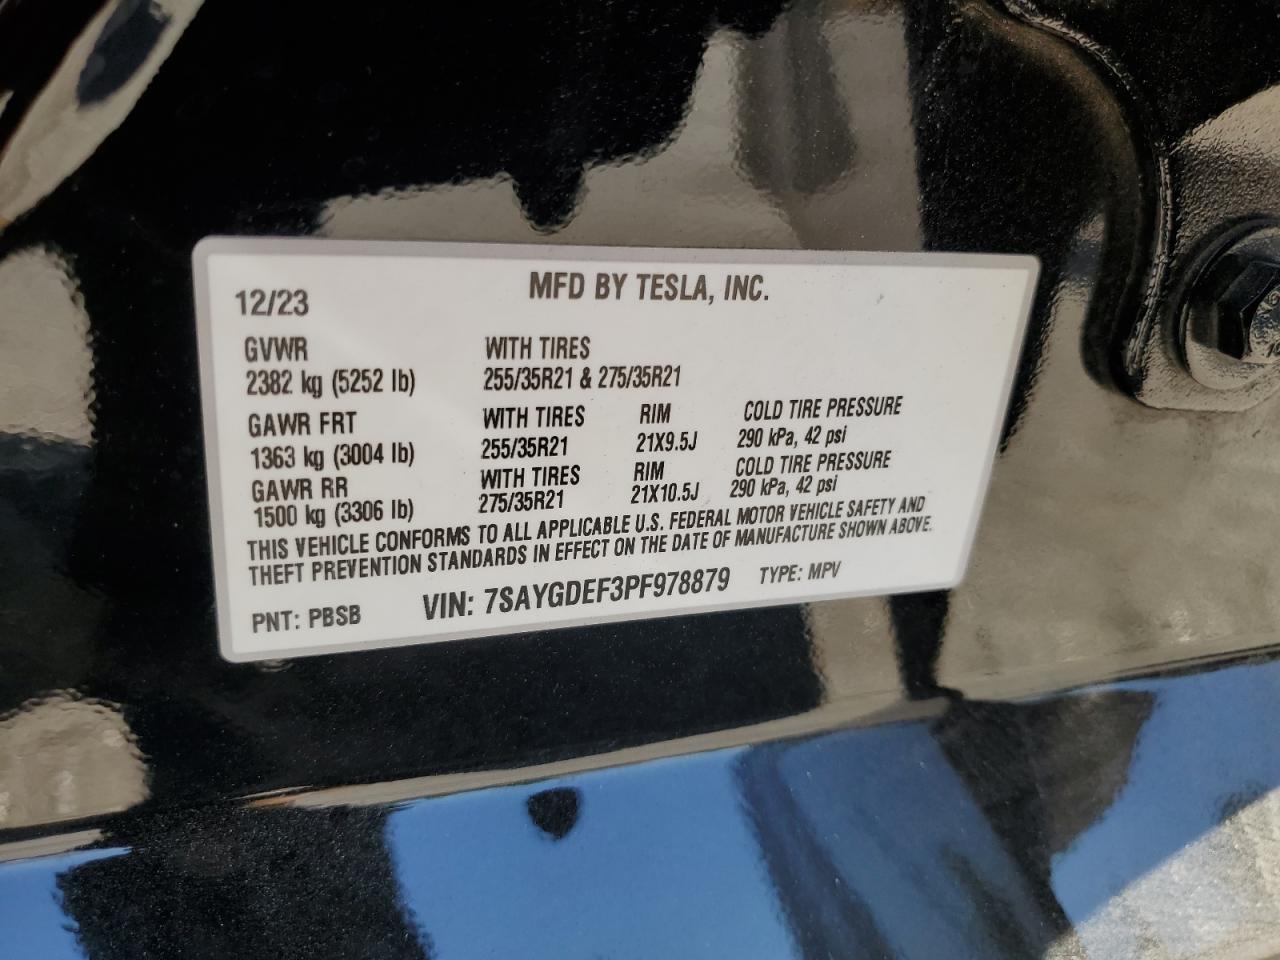 MFD BY TESLA, INC.
12/23
GVWR WITH TIRES
2382 kg (5252 lb) 255/35R21 & 275/35R21
GAWR FRT WITH TIRES RIM COLD TIRE PRESSURE
1363 kg (3004 lb) 255/35R21 21X9.5J 290 kPa, 42 psi
GAWR RR WITH TIRES RIM COLD TIRE PRESSURE
1500 kg (3306 lb) 275/35R21 21X10.5J 290 kPa, 42 psi
THIS VEHICLE CONFORMS TO ALL APPLICABLE U.S. FEDERAL MOTOR VEHICLE SAFETY AND
THEFT PREVENTION STANDARDS IN EFFECT ON THE DATE OF MANUFACTURE SHOWN ABOVE.
PNT: PBSB VIN: 7SAYGDEF3PF978879 TYPE: MPV